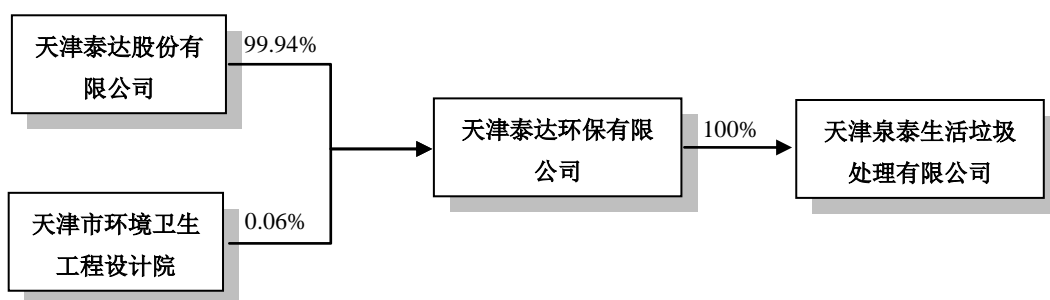 天津泰达股份有
限公司
99.94%
天津市环境卫生
工程设计院
0.06%
天津泰达环保有限
公司
100%
天津泉泰生活垃圾
处理有限公司